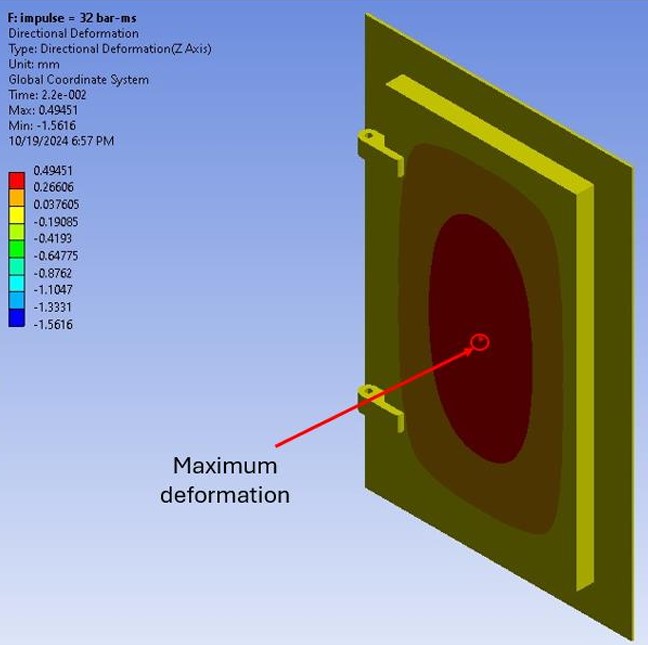 F: impulse = 32 bar-ms
Directional Deformation
Type: Directional Deformation(Z Axis)
Unit: mm
Global Coordinate System
Time: 2.2e-002
Max: 0.49451
Min: -1.5616
10/19/2024 6:57 PM
0.49451
0.26606
0.037605
-0.19085
-0.4193
-0.64775
-0.8762
-1.1047
-1.3331
-1.5616
Maximum
deformation